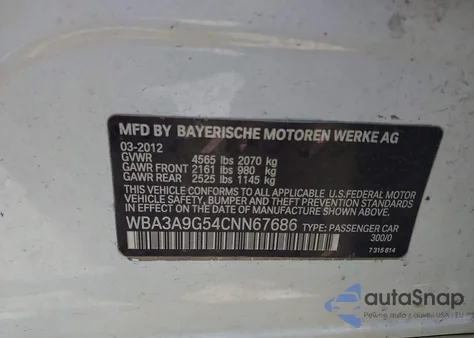 MFD BY BAYERISCHE MOTOREN WERKE AG
03-2012
GVWR 4565 lbs 2070 kg
GAWR FRONT 2161 lbs 980 kg
GAWR REAR 2525 lbs 1145 kg
THIS VEHICLE CONFORMS TO ALL APPLICABLE U.S.FEDERAL MOTOR
VEHICLE SAFETY, BUMPER, AND THEFT PREVENTION STANDARDS IN
EFFECT ON THE DATE OF MANUFACTURE SHOWN ABOVE.
WBA3A9G54CNN67686 TYPE: PASSENGER CAR
300/0
7 315 814
autoSnap